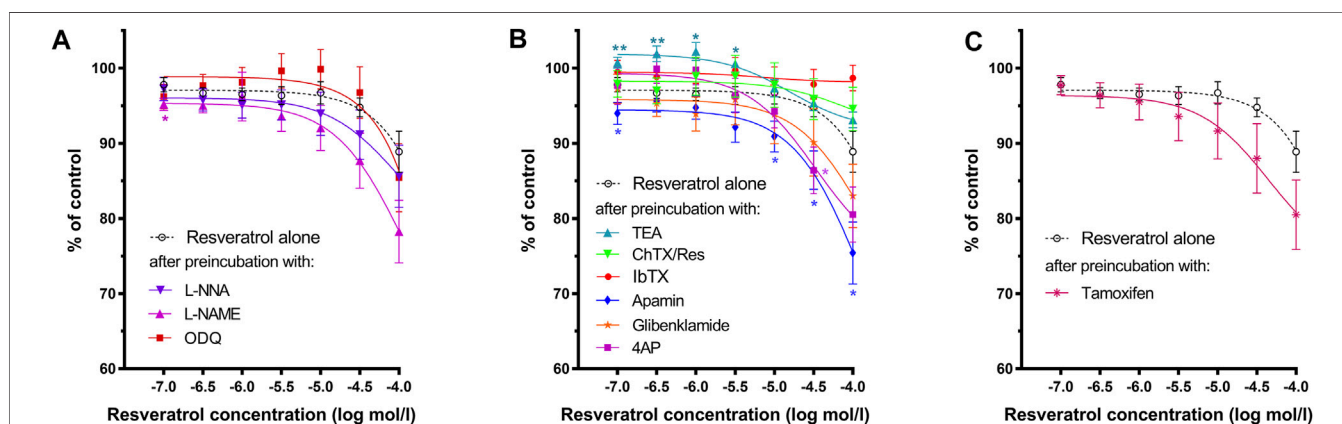 A
% of control
100
90
80
70
60
Resveratrol alone
after preincubation with:
L-NNA
L-NAME
ODQ
*
-7.0 -6.5 -6.0 -5.5 -5.0 -4.5 -4.0
Resveratrol concentration (log mol/l)
B
% of control
100
90
80
70
60
** ** * *
* * * * *
Resveratrol alone
after preincubation with:
TEA
ChTX/Res
IbTX
Apamin
Glibenklamide
4AP
-7.0 -6.5 -6.0 -5.5 -5.0 -4.5 -4.0
Resveratrol concentration (log mol/l)
C
% of control
100
90
80
70
60
Resveratrol alone
after preincubation with:
Tamoxifen
-7.0 -6.5 -6.0 -5.5 -5.0 -4.5 -4.0
Resveratrol concentration (log mol/l)